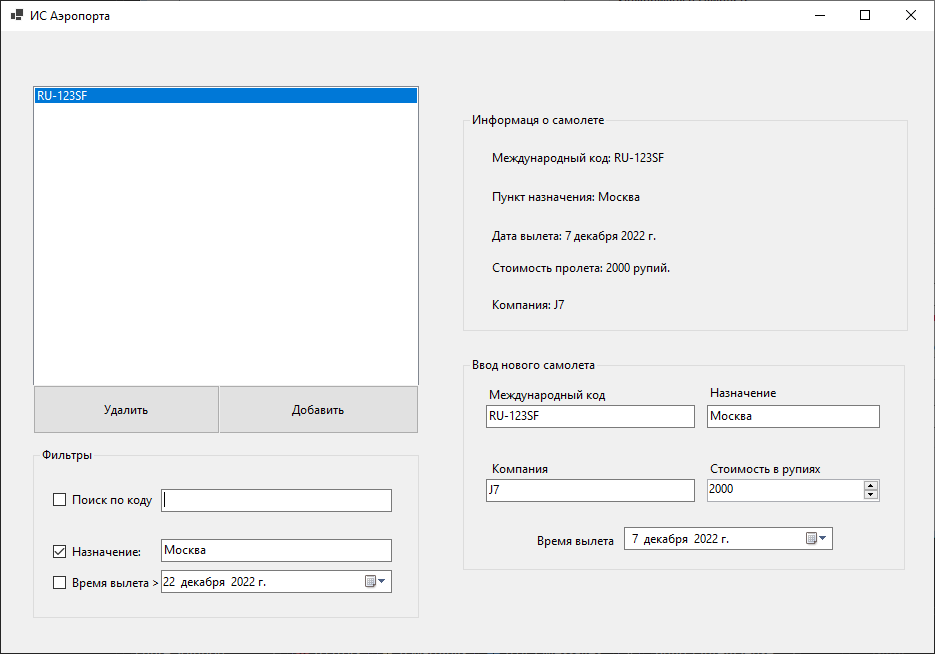 ИС Аэропорта
RU-123SF
Удалить
Добавить
Фильтры
Поиск по коду
Назначение:
Москва
Время вылета >
22 декабря 2022 г.
Информаця о самолете
Международный код: RU-123SF
Пункт назначения: Москва
Дата вылета: 7 декабря 2022 г.
Стоимость пролета: 2000 рупий.
Компания: J7
Ввод нового самолета
Международный код
Назначение
RU-123SF
Москва
Компания
Стоимость в рупиях
J7
2000
Время вылета
7 декабря 2022 г.